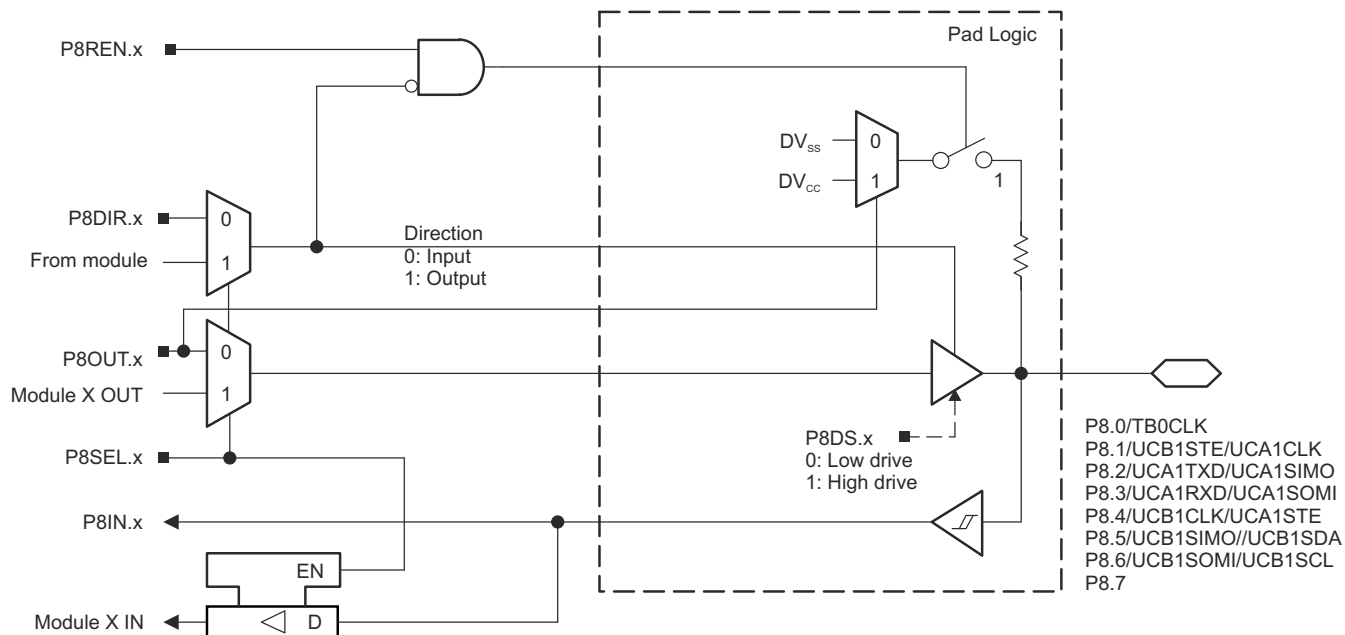 Pad Logic
P8REN.x
DVSS
0
DVCC
1
1
P8DIR.x
0
From module
1
Direction
0: Input
1: Output
P8OUT.x
0
Module X OUT
1
P8SEL.x
P8DS.x
0: Low drive
1: High drive
P8.0/TB0CLK
P8.1/UCB1STE/UCA1CLK
P8.2/UCA1TXD/UCA1SIMO
P8.3/UCA1RXD/UCA1SOMI
P8.4/UCB1CLK/UCA1STE
P8.5/UCB1SIMO//UCB1SDA
P8.6/UCB1SOMI/UCB1SCL
P8.7
P8IN.x
EN
Module X IN
D